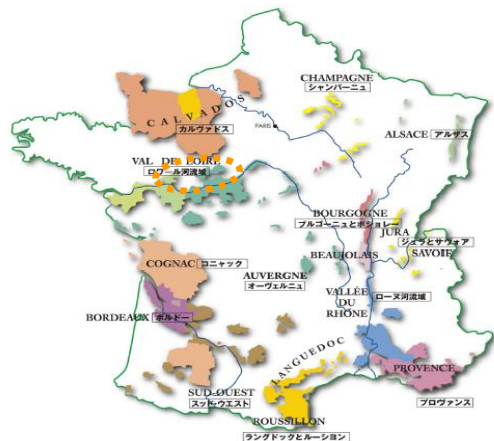 CHAMPAGNE
シャンパーニュ
CALVADOS
カルヴァドス
PARIS
ALSACE アルザス
VAL DE LOIRE
ロワール河流域
BOURGOGNE
ブルゴーニュとボジョレー
JURA
ジュラとサヴォア
SAVOIE
BEAUJOLAIS
COGNAC コニャック
AUVERGNE
オーヴェルニュ
VALLÉE
DU
RHÔNE
ローヌ河流域
BORDEAUX ボルドー
LANGUEDOC
PROVENCE
プロヴァンス
SUD-OUEST
スッド・ウエスト
ROUSSILLON
ラングドックとルーション